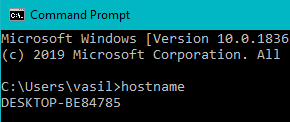 Command Prompt
Microsoft Windows [Version 10.0.1836
(c) 2019 Microsoft Corporation. All
C:\Users\vasil>hostname
DESKTOP-BE84785